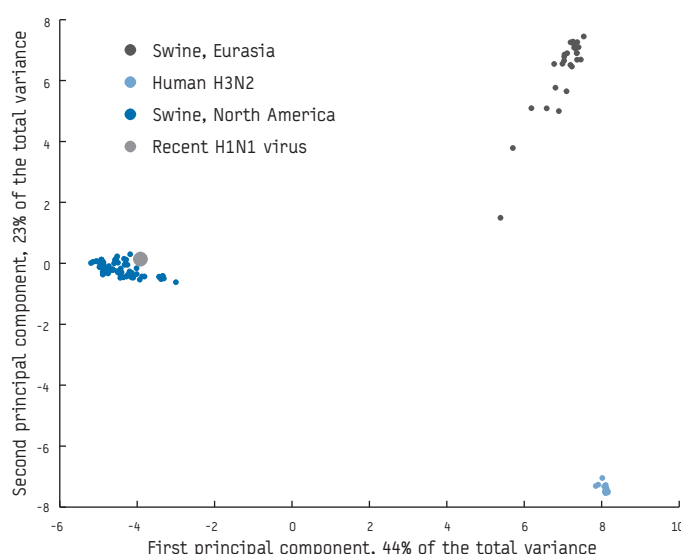 Second principal component, 23% of the total variance
8
6
4
2
0
-2
-4
-6
-8
Swine, Eurasia
Human H3N2
Swine, North America
Recent H1N1 virus
-6 -4 -2 0 2 4 6 8 10
First principal component, 44% of the total variance